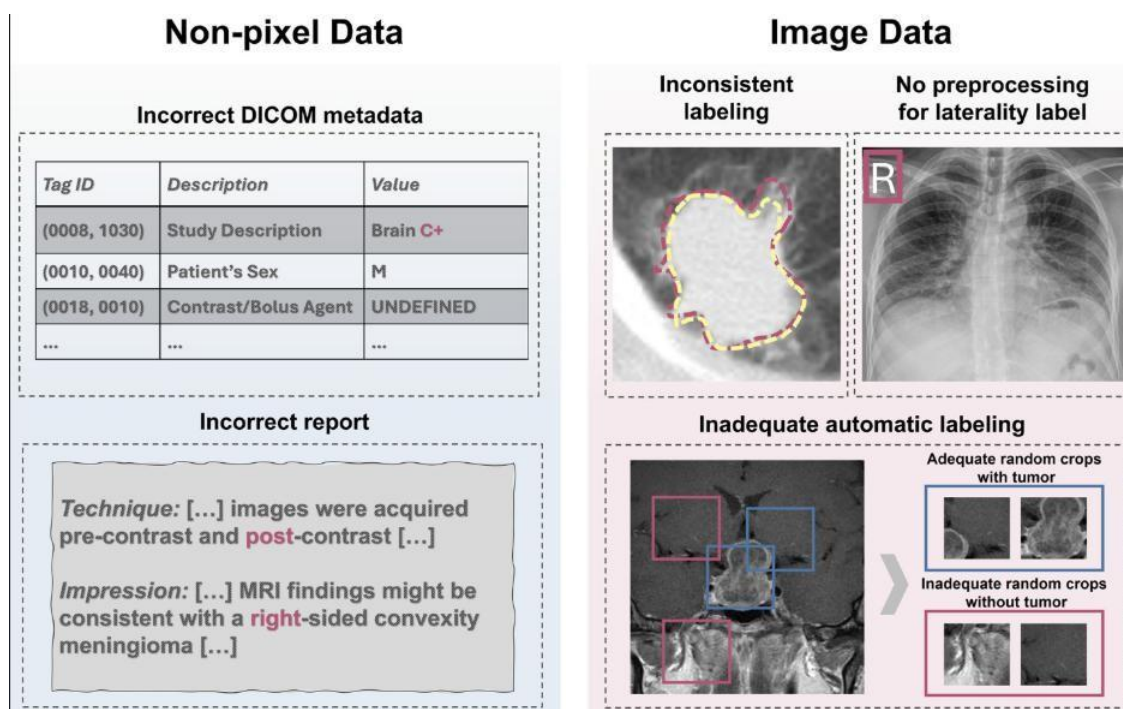 Non-pixel Data
Incorrect DICOM metadata
Tag ID Description Value
(0008, 1030) Study Description Brain C+
(0010, 0040) Patient's Sex M
(0018, 0010) Contrast/Bolus Agent UNDEFINED
... ... ...
Incorrect report
Technique: [...] images were acquired
pre-contrast and post-contrast [...]
Impression: [...] MRI findings might be
consistent with a right-sided convexity
meningioma [...]
Image Data
Inconsistent
labeling
No preprocessing
for laterality label
R
Inadequate automatic labeling
Adequate random crops
with tumor
Inadequate random crops
without tumor